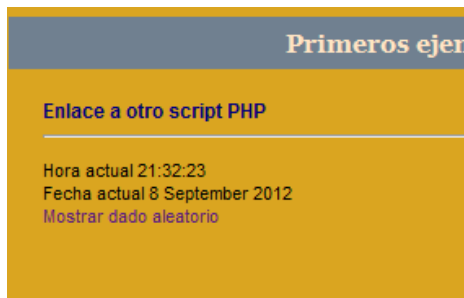 Primeros ejer
Enlace a otro script PHP
Hora actual 21:32:23
Fecha actual 8 September 2012
Mostrar dado aleatorio